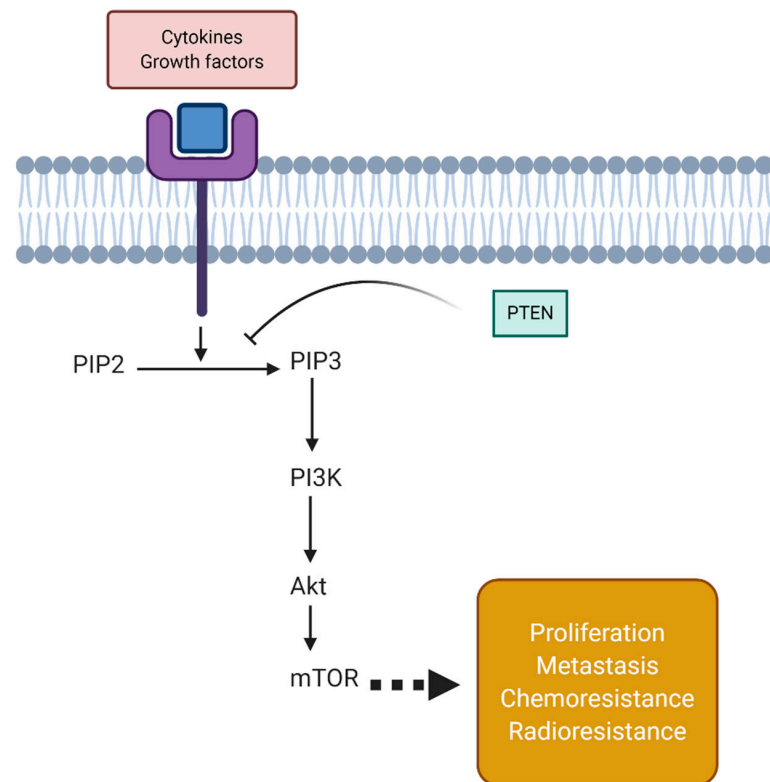 Cytokines
Growth factors
PTEN
PIP2
PIP3
PI3K
Akt
mTOR
Proliferation
Metastasis
Chemoresistance
Radioresistance